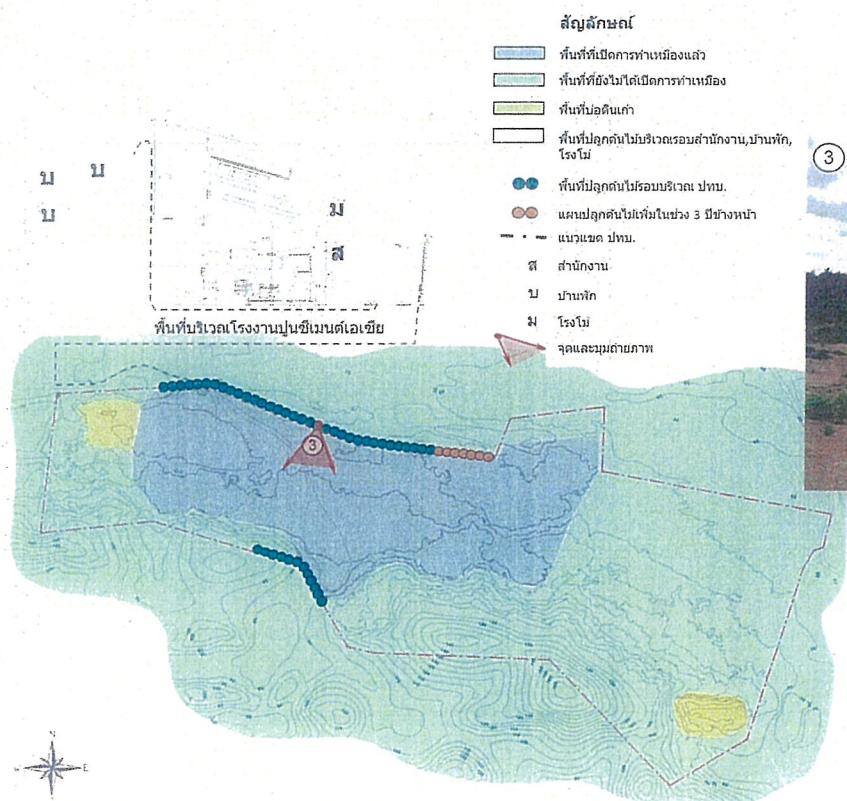 สัญลักษณ์
พื้นที่ที่เปิดการทำเหมืองแล้ว
พื้นที่ที่ยังไม่ได้เปิดการทำเหมือง
พื้นที่บ่อดินเก่า
พื้นที่ปลูกต้นไม้บริเวณรอบสำนักงาน,บ้านพัก,
โรงโม่
พื้นที่ปลูกต้นไม้รอบบริเวณ ปทบ.
แผนปลูกต้นไม้เพิ่มในช่วง 3 ปีข้างหน้า
แนวเขต ปทบ.
ส สำนักงาน
บ บ้านพัก
ม โรงโม่
จุดและมุมถ่ายภาพ
3
บ บ
บ
ม
ส
พื้นที่บริเวณโรงงานปูนซีเมนต์เอเซีย
3
N
E